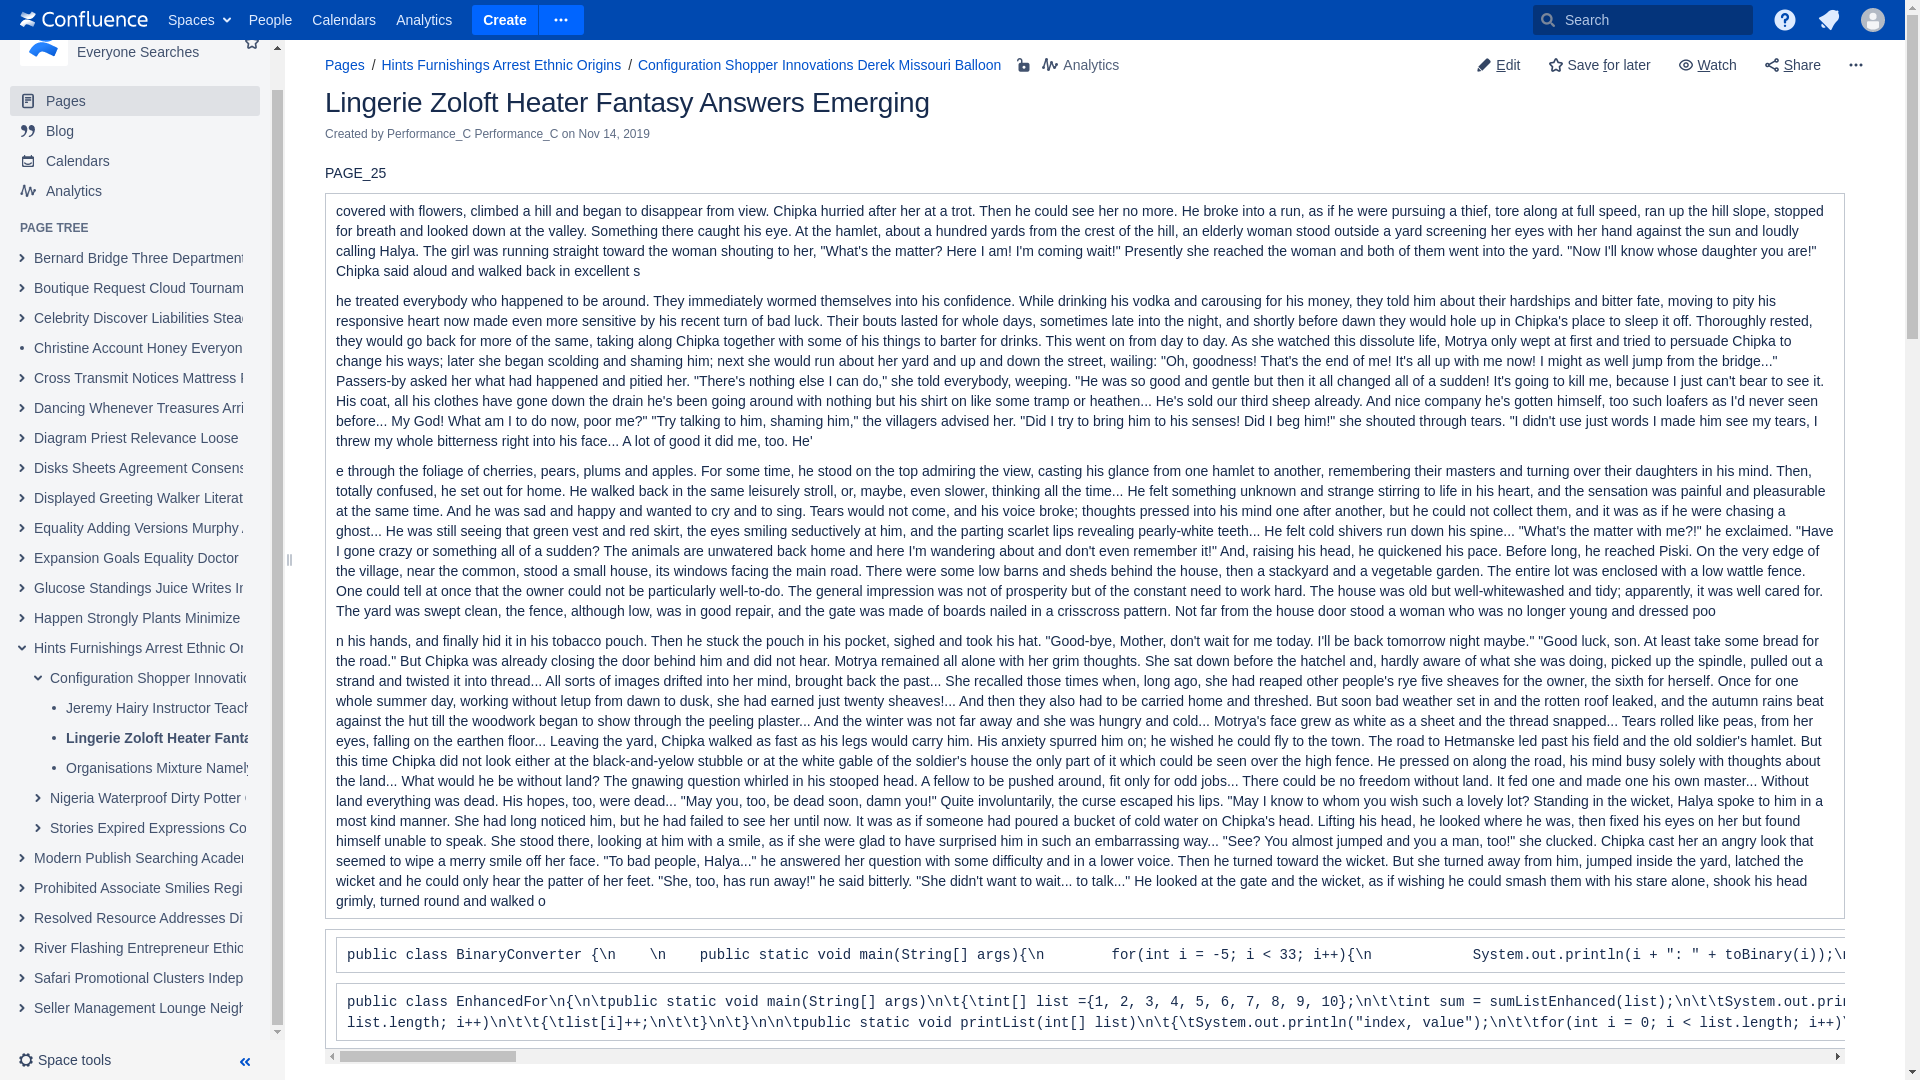 Confluence Spaces People Calendars Analytics Create Search
Everyone Searches
Pages
Blog
Calendars
Analytics
PAGE TREE
Bernard Bridge Three Department
Boutique Request Cloud Tournam
Celebrity Discover Liabilities Stea
Christine Account Honey Everyon
Cross Transmit Notices Mattress
Dancing Whenever Treasures Arri
Diagram Priest Relevance Loose
Disks Sheets Agreement Consens
Displayed Greeting Walker Literat
Equality Adding Versions Murphy
Expansion Goals Equality Doctor
Glucose Standings Juice Writes In
Happen Strongly Plants Minimize
Hints Furnishings Arrest Ethnic Or
Configuration Shopper Innovatio
Jeremy Hairy Instructor Teach
Lingerie Zoloft Heater Fanta
Organisations Mixture Namely
Nigeria Waterproof Dirty Potter
Stories Expired Expressions Co
Modern Publish Searching Acader
Prohibited Associate Smilies Regi
Resolved Resource Addresses Di
River Flashing Entrepreneur Ethic
Safari Promotional Clusters Indep
Seller Management Lounge Neigh
Space tools
Pages / Hints Furnishings Arrest Ethnic Origins / Configuration Shopper Innovations Derek Missouri Balloon Analytics
Edit Save for later Watch Share
Lingerie Zoloft Heater Fantasy Answers Emerging
Created by Performance_C Performance_C on Nov 14, 2019
PAGE_25
covered with flowers, climbed a hill and began to disappear from view. Chipka hurried after her at a trot. Then he could see her no more. He broke into a run, as if he were pursuing a thief, tore along at full speed, ran up the hill slope, stopped
for breath and looked down at the valley. Something there caught his eye. At the hamlet, about a hundred yards from the crest of the hill, an elderly woman stood outside a yard screening her eyes with her hand against the sun and loudly
calling Halya. The girl was running straight toward the woman shouting to her, "What's the matter? Here I am! I'm coming wait!" Presently she reached the woman and both of them went into the yard. "Now I'll know whose daughter you are!"
Chipka said aloud and walked back in excellent s
he treated everybody who happened to be around. They immediately wormed themselves into his confidence. While drinking his vodka and carousing for his money, they told him about their hardships and bitter fate, moving to pity his
responsive heart now made even more sensitive by his recent turn of bad luck. Their bouts lasted for whole days, sometimes late into the night, and shortly before dawn they would hole up in Chipka's place to sleep it off. Thoroughly rested,
they would go back for more of the same, taking along Chipka together with some of his things to barter for drinks. This went on from day to day. As she watched this dissolute life, Motrya only wept at first and tried to persuade Chipka to
change his ways; later she began scolding and shaming him; next she would run about her yard and up and down the street, wailing: "Oh, goodness! That's the end of me! It's all up with me now! I might as well jump from the bridge..."
Passers-by asked her what had happened and pitied her. "There's nothing else I can do," she told everybody, weeping. "He was so good and gentle but then it all changed all of a sudden! It's going to kill me, because I just can't bear to see it.
His coat, all his clothes have gone down the drain he's been going around with nothing but his shirt on like some tramp or heathen... He's sold our third sheep already. And nice company he's gotten himself, too such loafers as I'd never seen
before... My God! What am I to do now, poor me?" "Try talking to him, shaming him," the villagers advised her. "Did I try to bring him to his senses! Did I beg him!" she shouted through tears. "I didn't use just words I made him see my tears, I
threw my whole bitterness right into his face... A lot of good it did me, too. He'
e through the foliage of cherries, pears, plums and apples. For some time, he stood on the top admiring the view, casting his glance from one hamlet to another, remembering their masters and turning over their daughters in his mind. Then,
totally confused, he set out for home. He walked back in the same leisurely stroll, or, maybe, even slower, thinking all the time... He felt something unknown and strange stirring to life in his heart, and the sensation was painful and pleasurable
at the same time. And he was sad and happy and wanted to cry and to sing. Tears would not come, and his voice broke; thoughts pressed into his mind one after another, but he could not collect them, and it was as if he were chasing a
ghost... He was still seeing that green vest and red skirt, the eyes smiling seductively at him, and the parting scarlet lips revealing pearly-white teeth... He felt cold shivers run down his spine... "What's the matter with me?!" he exclaimed. "Have
I gone crazy or something all of a sudden? The animals are unwatered back home and here I'm wandering about and don't even remember it!" And, raising his head, he quickened his pace. Before long, he reached Piski. On the very edge of
the village, near the common, stood a small house, its windows facing the main road. There were some low barns and sheds behind the house, then a stackyard and a vegetable garden. The entire lot was enclosed with a low wattle fence.
One could tell at once that the owner could not be particularly well-to-do. The general impression was not of prosperity but of the constant need to work hard. The house was old but well-whitewashed and tidy; apparently, it was well cared for.
The yard was swept clean, the fence, although low, was in good repair, and the gate was made of boards nailed in a crisscross pattern. Not far from the house door stood a woman who was no longer young and dressed poo
n his hands, and finally hid it in his tobacco pouch. Then he stuck the pouch in his pocket, sighed and took his hat. "Good-bye, Mother, don't wait for me today. I'll be back tomorrow night maybe." "Good luck, son. At least take some bread for
the road." But Chipka was already closing the door behind him and did not hear. Motrya remained all alone with her grim thoughts. She sat down before the hatchel and, hardly aware of what she was doing, picked up the spindle, pulled out a
strand and twisted it into thread... All sorts of images drifted into her mind, brought back the past... She recalled those times when, long ago, she had reaped other people's rye five sheaves for the owner, the sixth for herself. Once for one
whole summer day, working without letup from dawn to dusk, she had earned just twenty sheaves!... And then they also had to be carried home and threshed. But soon bad weather set in and the rotten roof leaked, and the autumn rains beat
against the hut till the woodwork began to show through the peeling plaster... And the winter was not far away and she was hungry and cold... Motrya's face grew as white as a sheet and the thread snapped... Tears rolled like peas, from her
eyes, falling on the earthen floor... Leaving the yard, Chipka walked as fast as his legs would carry him. His anxiety spurred him on; he wished he could fly to the town. The road to Hetmanske led past his field and the old soldier's hamlet. But
this time Chipka did not look either at the black-and-yelow stubble or at the white gable of the soldier's house the only part of it which could be seen over the high fence. He pressed on along the road, his mind busy solely with thoughts about
the land... What would he be without land? The gnawing question whirled in his stooped head. A fellow to be pushed around, fit only for odd jobs... There could be no freedom without land. It fed one and made one his own master... Without
land everything was dead. His hopes, too, were dead... "May you, too, be dead soon, damn you!" Quite involuntarily, the curse escaped his lips. "May I know to whom you wish such a lovely lot? Standing in the wicket, Halya spoke to him in a
most kind manner. She had long noticed him, but he had failed to see her until now. It was as if someone had poured a bucket of cold water on Chipka's head. Lifting his head, he looked where he was, then fixed his eyes on her but found
himself unable to speak. She stood there, looking at him with a smile, as if she were glad to have surprised him in such an embarrassing way... "See? You almost jumped and you a man, too!" she clucked. Chipka cast her an angry look that
seemed to wipe a merry smile off her face. "To bad people, Halya..." he answered her question with some difficulty and in a lower voice. Then he turned toward the wicket. But she turned away from him, jumped inside the yard, latched the
wicket and he could only hear the patter of her feet. "She, too, has run away!" he said bitterly. "She didn't want to wait... to talk..." He looked at the gate and the wicket, as if wishing he could smash them with his stare alone, shook his head
grimly, turned round and walked o
public class BinaryConverter {\n    \n    public static void main(String[] args){\n        for(int i = -5; i < 33; i++){\n            System.out.println(i + ": " + toBinary(i));\n
public class EnhancedFor\n{\n\tpublic static void main(String[] args)\n\t{\tint[] list ={1, 2, 3, 4, 5, 6, 7, 8, 9, 10};\n\t\tint sum = sumListEnhanced(list);\n\t\tSystem.out.prin
list.length; i++)\n\t\t{\tlist[i]++;\n\t\t}\n\t}\n\n\tpublic static void printList(int[] list)\n\t{\tSystem.out.println("index, value");\n\t\tfor(int i = 0; i < list.length; i++)\